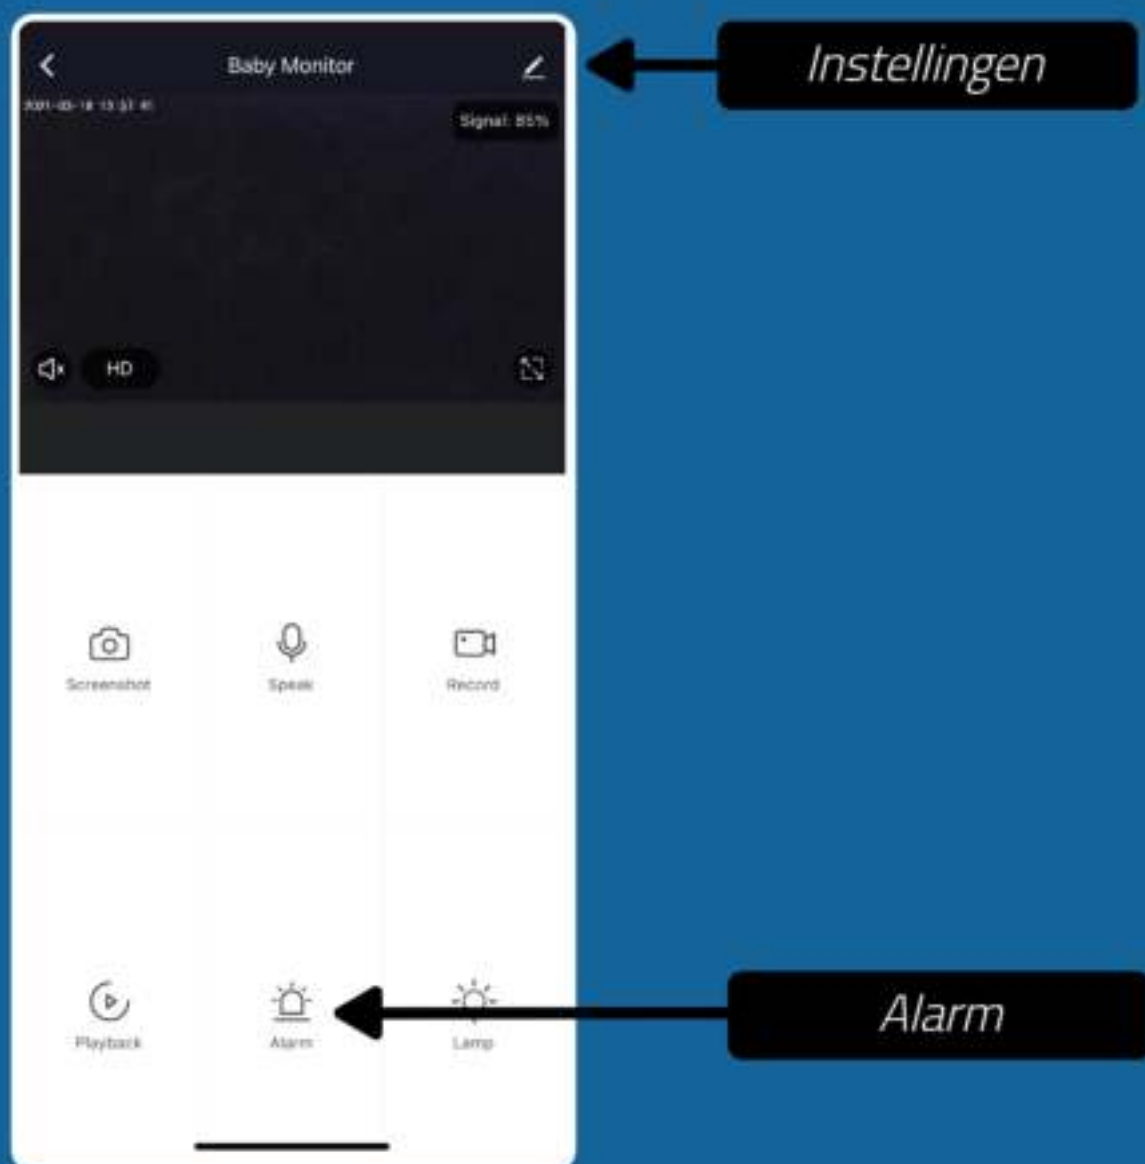 Baby Monitor
Instellingen
Signal: 85%
HD
Screenshot
Speak
Record
Playback
Alarm
Lamp
Alarm